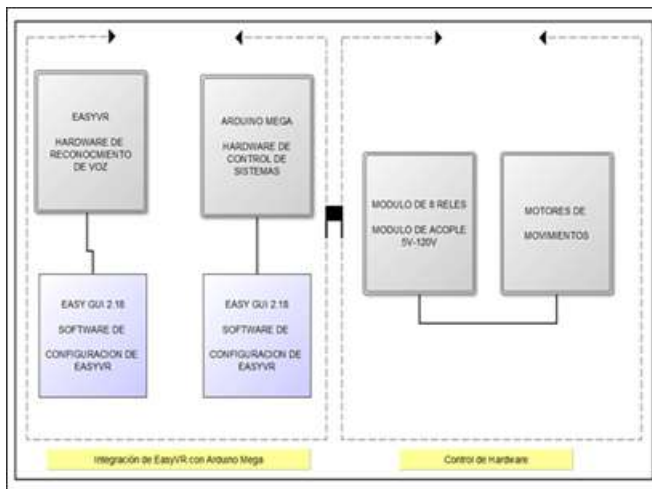 EASYVR
HARDWARE DE
RECONOCMIENTO
DE VOZ
ARDUINO MEGA
HARDWARE DE
CONTROL DE
SISTEMAS
MODULO DE 8 RELES
MODULO DE ACOPLE
5V-120V
MOTORES DE
MOVIMIENTOS
EASY GUI 2.18
SOFTWARE DE
CONFIGURACION DE
EASYVR
EASY GUI 2.18
SOFTWARE DE
CONFIGURACION DE
EASYVR
Integración de EasyVR con Arduino Mega
Control de Hardware